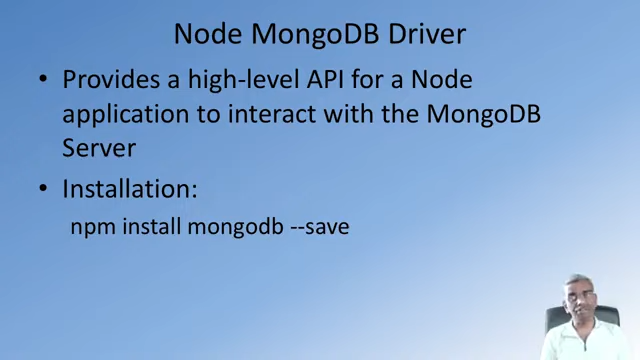 Node MongoDB Driver
• Provides a high-level API for a Node
application to interact with the MongoDB
Server
• Installation:
npm install mongodb --save